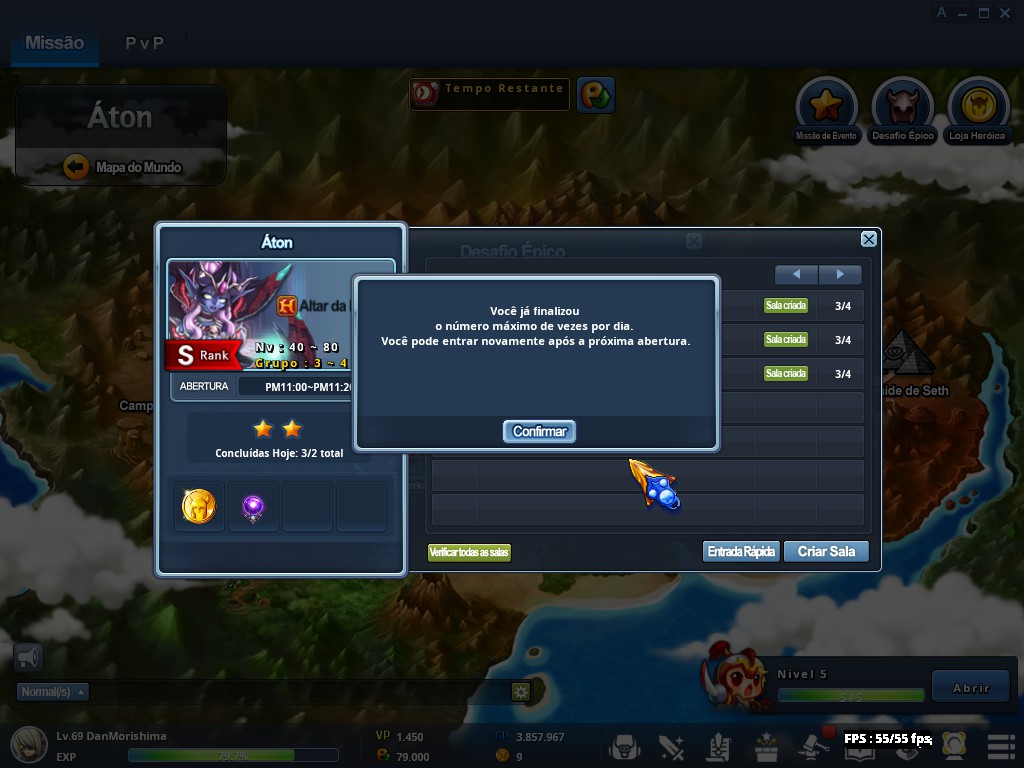 A
Missão PvP
Áton
Mapa do Mundo
Tempo Restante
Missão de Evento Desafio Épico Loja Heróica
Áton
Desafio Épico
Altar da
S Rank
Nv : 40 ~ 80
Grupo : 3 ~ 4
ABERTURA PM11:00~PM11:20
Concluídas Hoje: 3/2 total
Você já finalizou
o número máximo de vezes por dia.
Você pode entrar novamente após a próxima abertura.
Confirmar
Sala criada 3/4
Sala criada 3/4
Sala criada 3/4
Camp
ide de Seth
Verificar todas as salas Entrada Rápida Criar Sala
Normal(/s)
Nivel 5
5 / 5
Abrir
Lv.69 DanMorishima
EXP 79.7%
VP 1.450
79.000
GP 3.857.967
9
FPS : 55/55 fps